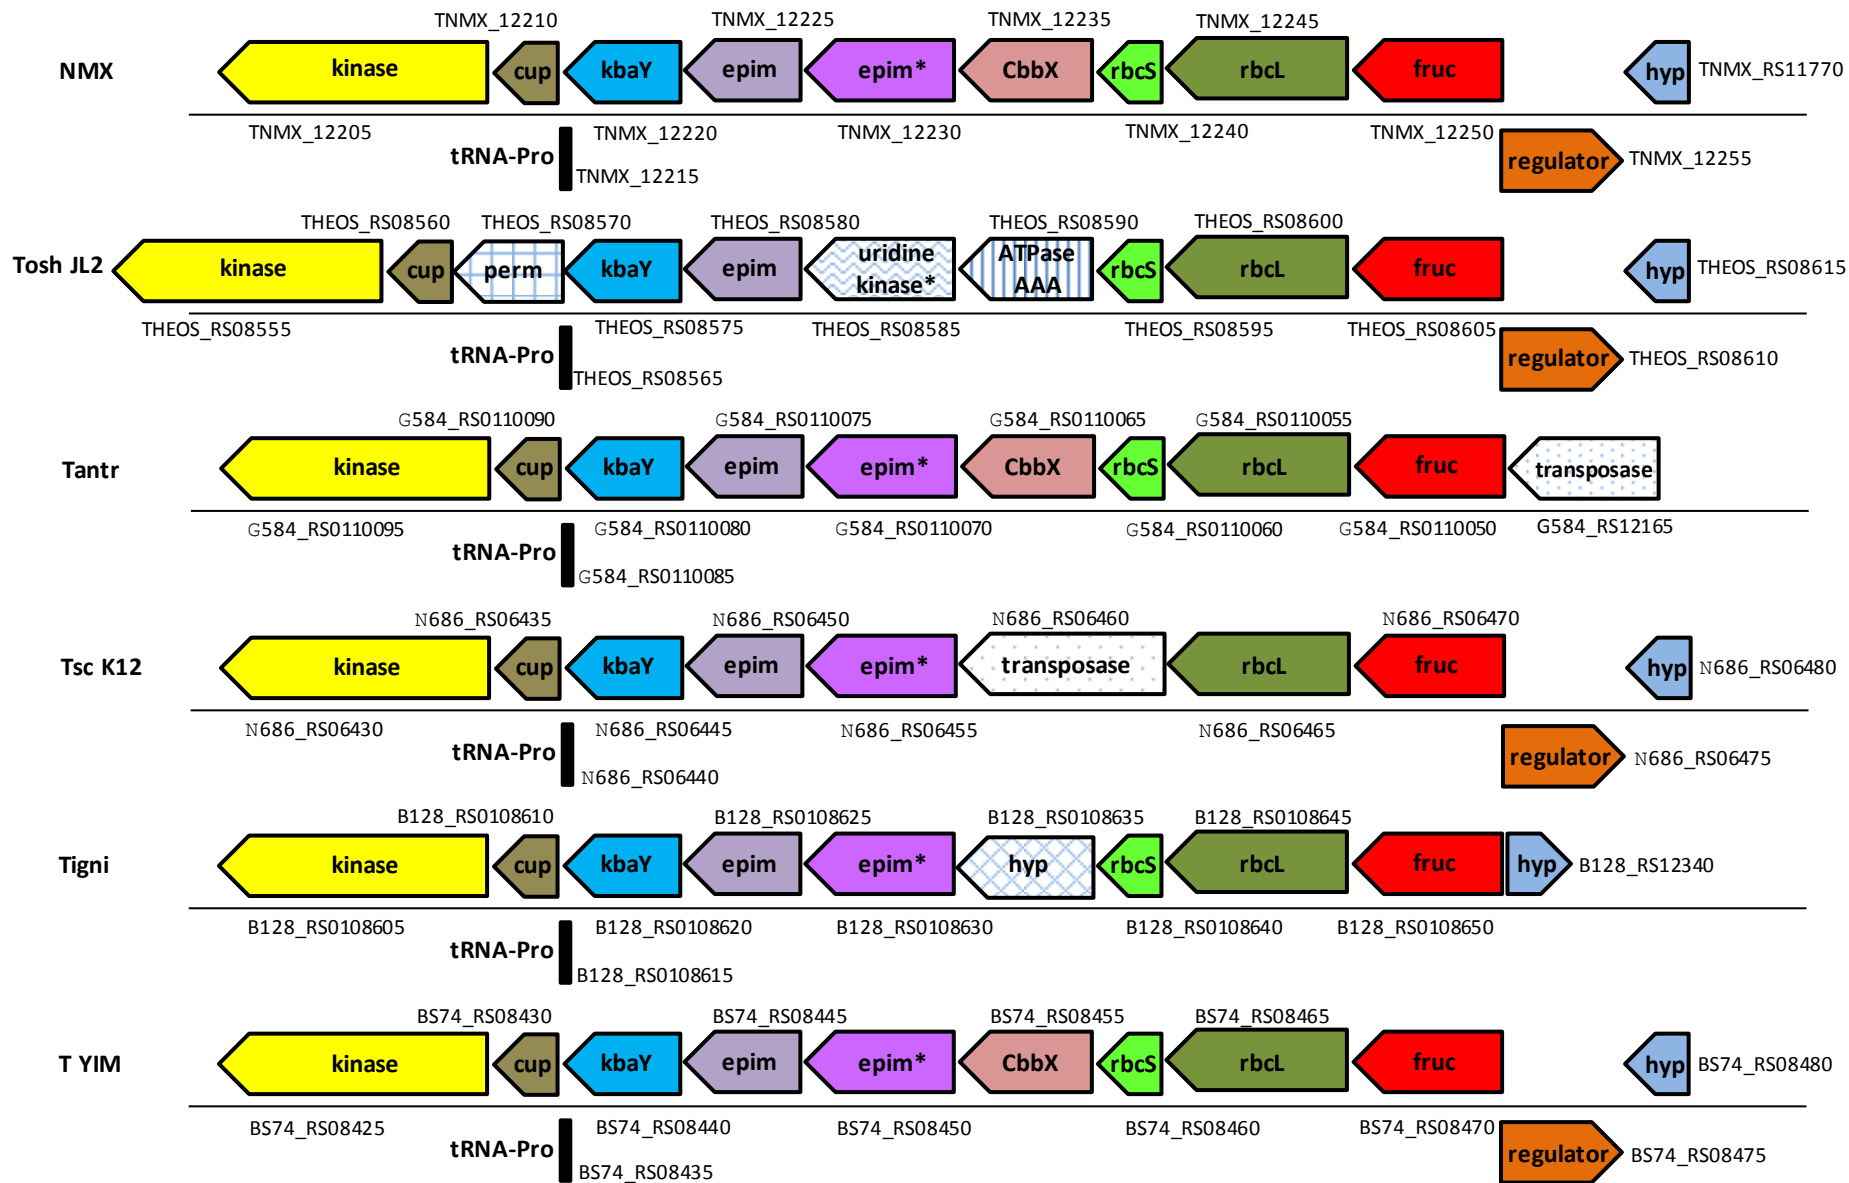 TNMX_12210 TNMX_12225 TNMX_12235 TNMX_12245
NMX kinase cup kbaY epim epim* CbbX rbcS rbcL fruc hyp TNMX_RS11770
TNMX_12205 TNMX_12220 TNMX_12230 TNMX_12240 TNMX_12250
tRNA-Pro TNMX_12215 regulator TNMX_12255
THEOS_RS08560 THEOS_RS08570 THEOS_RS08580 THEOS_RS08590 THEOS_RS08600
Tosh JL2 kinase cup perm kbaY epim uridine kinase* ATPase AAA rbcS rbcL fruc hyp THEOS_RS08615
THEOS_RS08555 THEOS_RS08575 THEOS_RS08585 THEOS_RS08595 THEOS_RS08605
tRNA-Pro THEOS_RS08565 regulator THEOS_RS08610
G584_RS0110090 G584_RS0110075 G584_RS0110065 G584_RS0110055
Tantr kinase cup kbaY epim epim* CbbX rbcS rbcL fruc transposase
G584_RS0110095 G584_RS0110080 G584_RS0110070 G584_RS0110060 G584_RS0110050 G584_RS12165
tRNA-Pro G584_RS0110085
N686_RS06435 N686_RS06450 N686_RS06460 N686_RS06470
Tsc K12 kinase cup kbaY epim epim* transposase rbcL fruc hyp N686_RS06480
N686_RS06430 N686_RS06445 N686_RS06455 N686_RS06465
tRNA-Pro N686_RS06440 regulator N686_RS06475
B128_RS0108610 B128_RS0108625 B128_RS0108635 B128_RS0108645
Tigni kinase cup kbaY epim epim* hyp rbcS rbcL fruc hyp B128_RS12340
B128_RS0108605 B128_RS0108620 B128_RS0108630 B128_RS0108640 B128_RS0108650
tRNA-Pro B128_RS0108615
BS74_RS08430 BS74_RS08445 BS74_RS08455 BS74_RS08465
T YIM kinase cup kbaY epim epim* CbbX rbcS rbcL fruc hyp BS74_RS08480
BS74_RS08425 BS74_RS08440 BS74_RS08450 BS74_RS08460 BS74_RS08470
tRNA-Pro BS74_RS08435 regulator BS74_RS08475